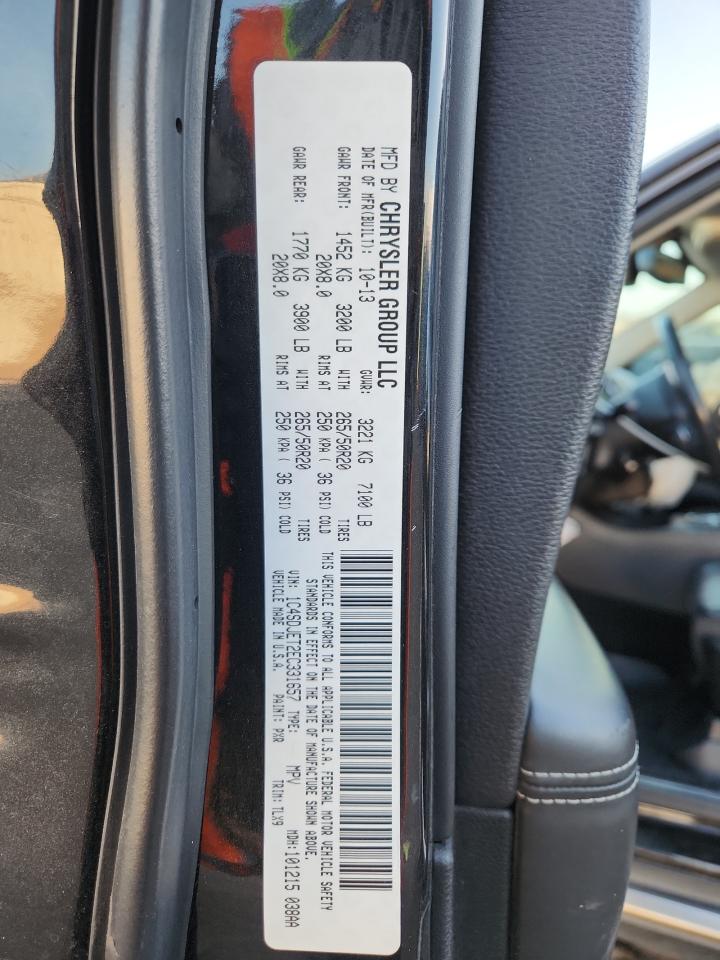 MFD BY CHRYSLER GROUP LLC
DATE OF MFR(BUILT): 10-13 GVWR: 3221 KG 7100 LB
GAWR FRONT: 1452 KG 3200 LB WITH 265/50R20 TIRES
20X8.0 RIMS AT 250 KPA ( 36 PSI) COLD
GAWR REAR: 1770 KG 3900 LB WITH 265/50R20 TIRES
20X8.0 RIMS AT 250 KPA ( 36 PSI) COLD
THIS VEHICLE CONFORMS TO ALL APPLICABLE U.S.A. FEDERAL MOTOR VEHICLE SAFETY
STANDARDS IN EFFECT ON THE DATE OF MANUFACTURE SHOWN ABOVE.
VIN: 1C4SDJET2EC331657 TYPE: MPV MDH:101215 038AA
VEHICLE MADE IN U.S.A. PAINT: PXR TRIM: TLX9